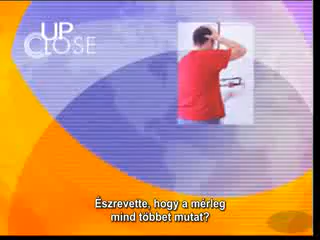 UP
CLOSE
Észrevette, hogy a mérleg
mind többet mutat?